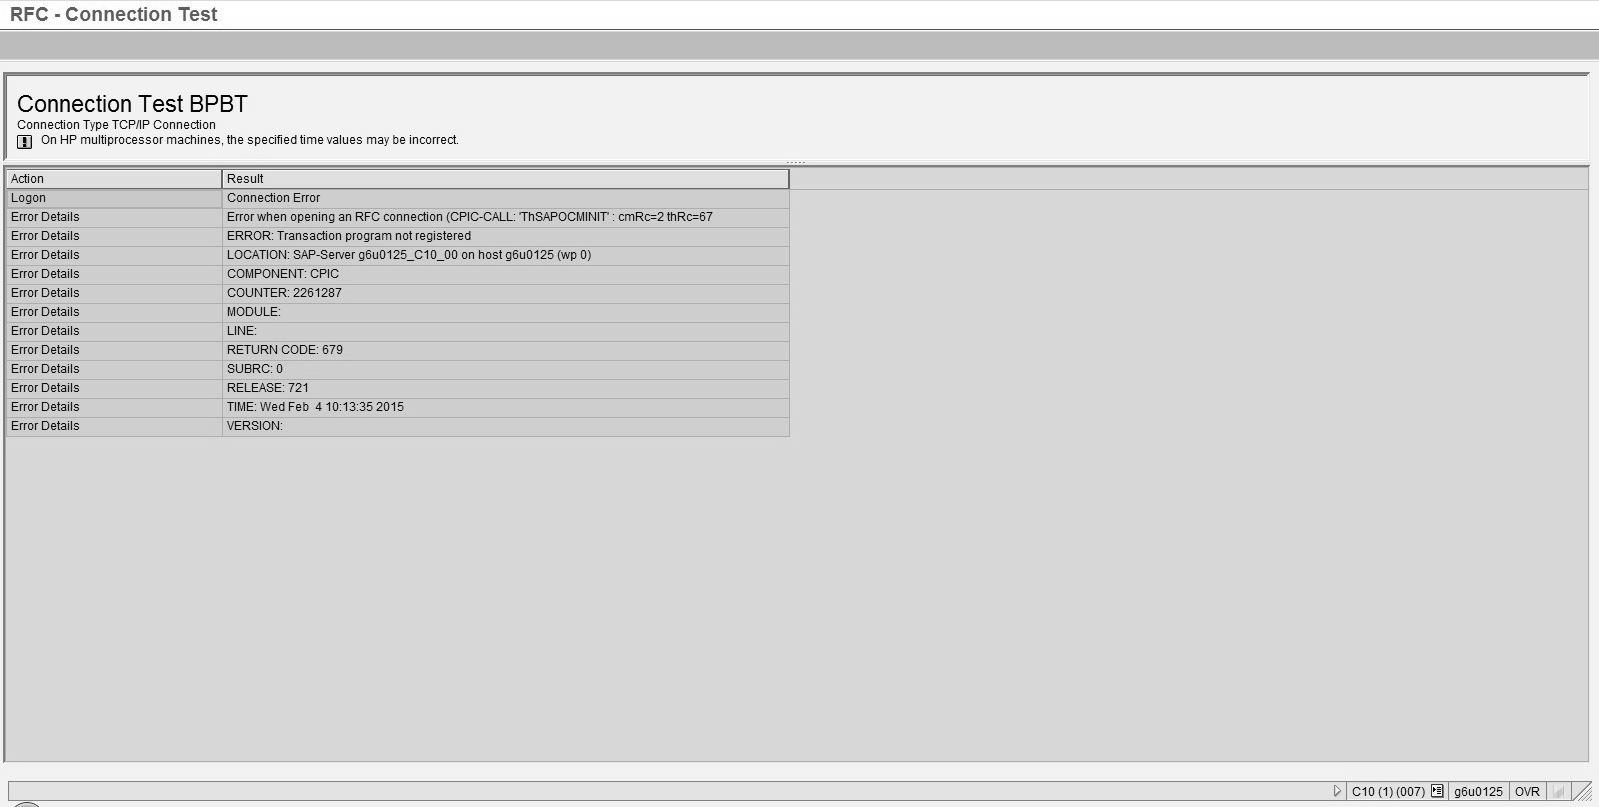 RFC - Connection Test
Connection Test BPBT
Connection Type TCP/IP Connection
On HP multiprocessor machines, the specified time values may be incorrect.
Action Result
Logon Connection Error
Error Details Error when opening an RFC connection (CPIC-CALL: 'ThSAPOCMINIT' : cmRc=2 thRc=67
Error Details ERROR: Transaction program not registered
Error Details LOCATION: SAP-Server g6u0125_C10_00 on host g6u0125 (wp 0)
Error Details COMPONENT: CPIC
Error Details COUNTER: 2261287
Error Details MODULE:
Error Details LINE:
Error Details RETURN CODE: 679
Error Details SUBRC: 0
Error Details RELEASE: 721
Error Details TIME: Wed Feb  4 10:13:35 2015
Error Details VERSION:
C10 (1) (007) g6u0125 OVR